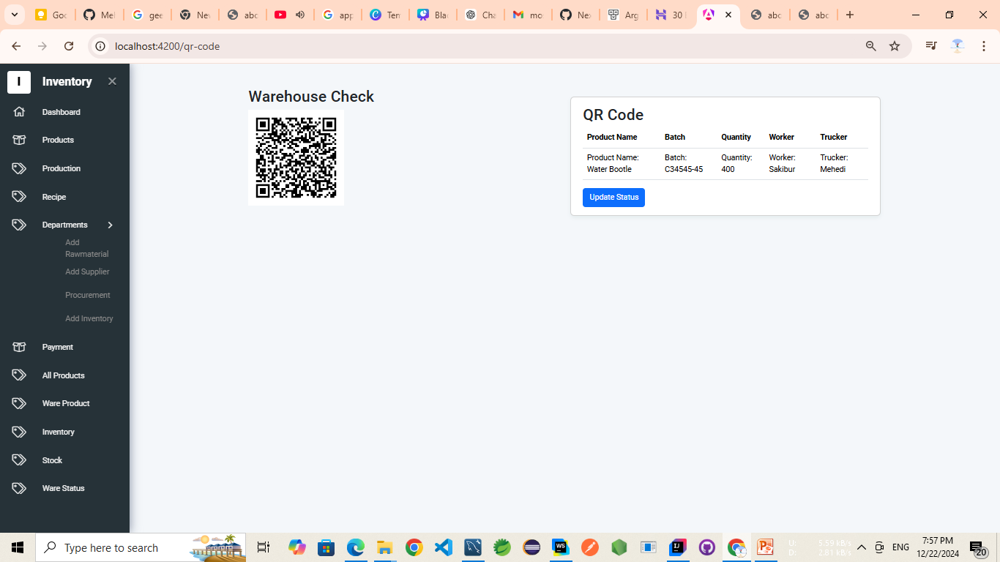 Goo
Meh
gee
Nev
abc
app
Ten
Bla
Cha
mo
Nex
Arg
30
abc
abc
localhost:4200/qr-code
I
Inventory
Dashboard
Products
Production
Recipe
Departments
Add
Rawmaterial
Add Supplier
Procurement
Add Inventory
Payment
All Products
Ware Product
Inventory
Stock
Ware Status
Warehouse Check
QR Code
Product Name Batch Quantity Worker Trucker
Product Name: Batch: Quantity: Worker: Trucker:
Water Bootle C34545-45 400 Sakibur Mehedi
Update Status
Type here to search
WS
U: 5.59 kB/s
D: 2.81 kB/s
ENG
7:57 PM
12/22/2024
20